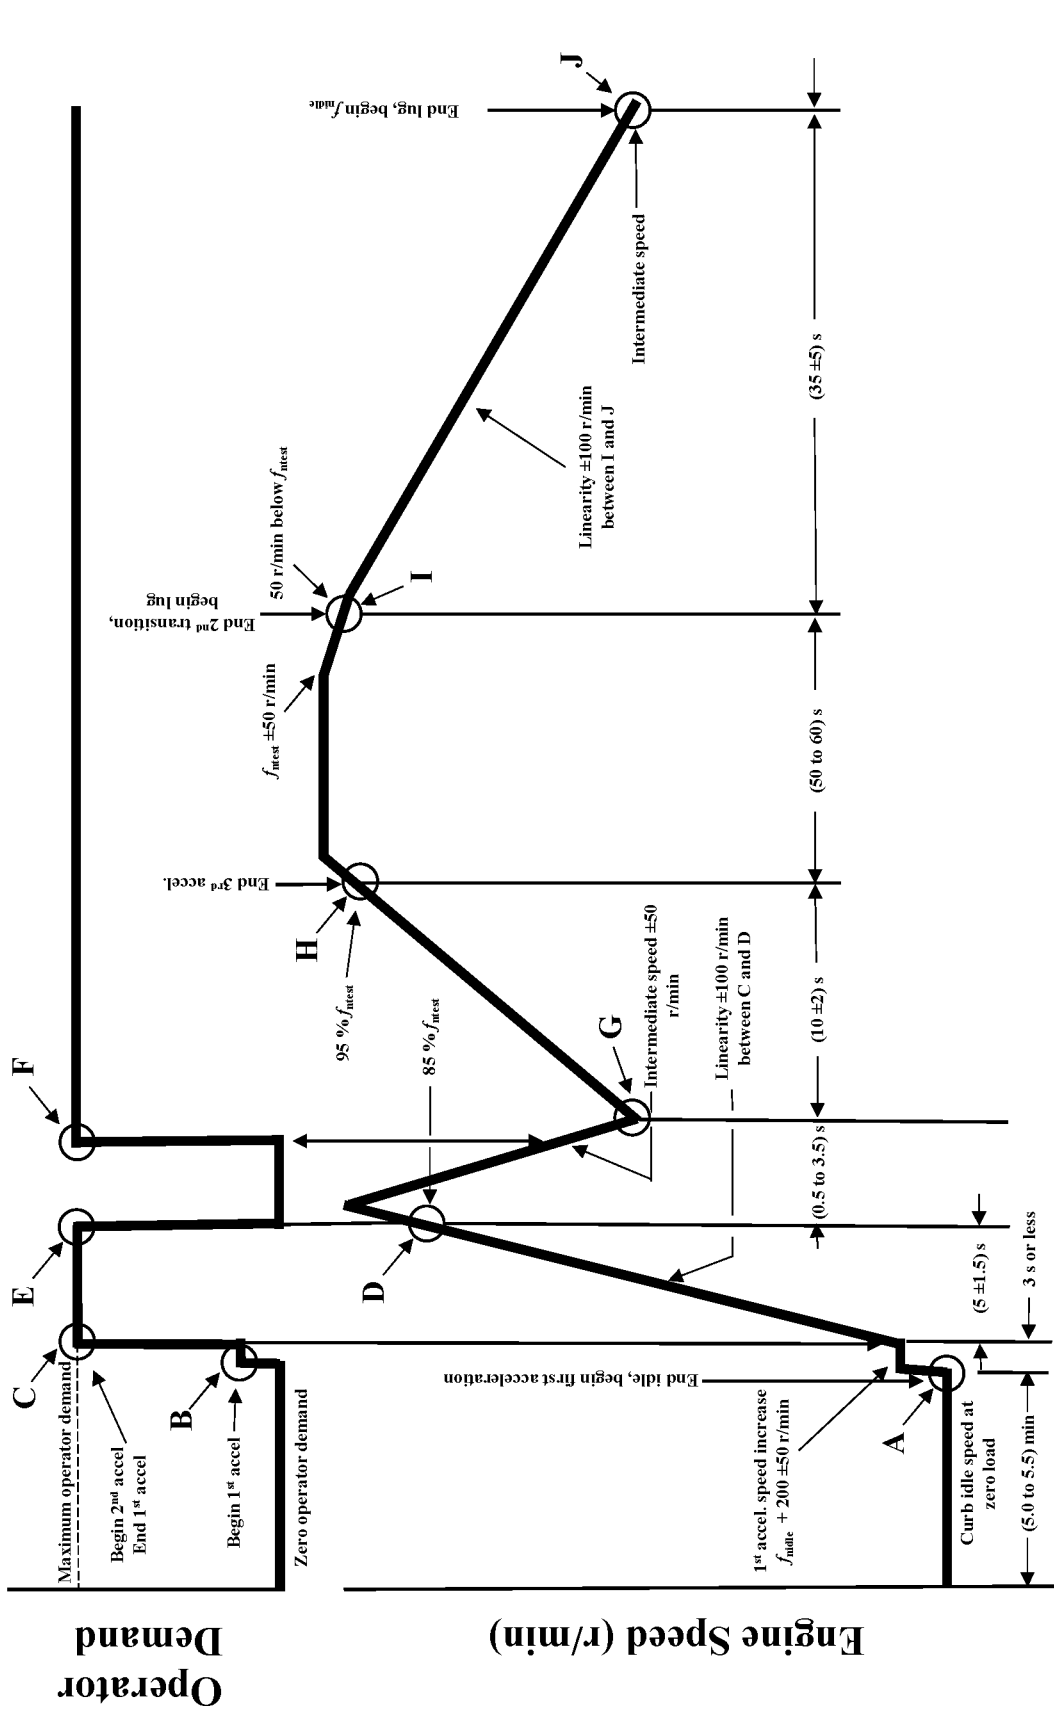 Operator
Demand
Maximum operator demand
Begin 2nd accel
End 1st accel
Begin 1st accel
Zero operator demand
C
B
E
F
Engine Speed (r/min)
1st accel. speed increase
fnidle + 200 ±50 r/min
Curb idle speed at
zero load
(5.0 to 5.5) min
A
End idle, begin first acceleration
D
85 % fntest
95 % fntest
H
End 3rd accel.
G
Intermediate speed ±50
r/min
Linearity ±100 r/min
between C and D
3 s or less
(5 ±1.5) s
(0.5 to 3.5) s
(10 ±2) s
(50 to 60) s
(35 ±5) s
fntest ±50 r/min
End 2nd transition,
begin lug
50 r/min below fntest
I
Linearity ±100 r/min
between I and J
Intermediate speed
End lug, begin fnidle
J